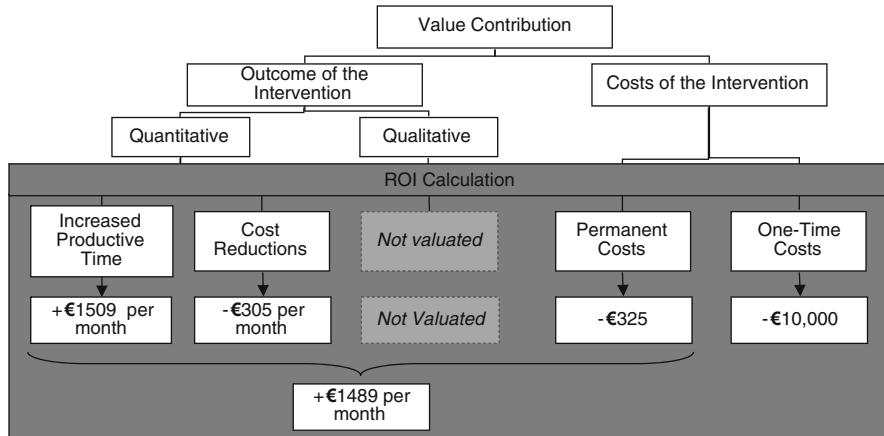 Value Contribution
Outcome of the
Intervention
Costs of the Intervention
Quantitative
Qualitative
ROI Calculation
Increased
Productive
Time
Cost
Reductions
Not valuated
Permanent
Costs
One-Time
Costs
+€1509 per
month
-€305 per
month
Not Valuated
-€325
-€10,000
+€1489 per
month